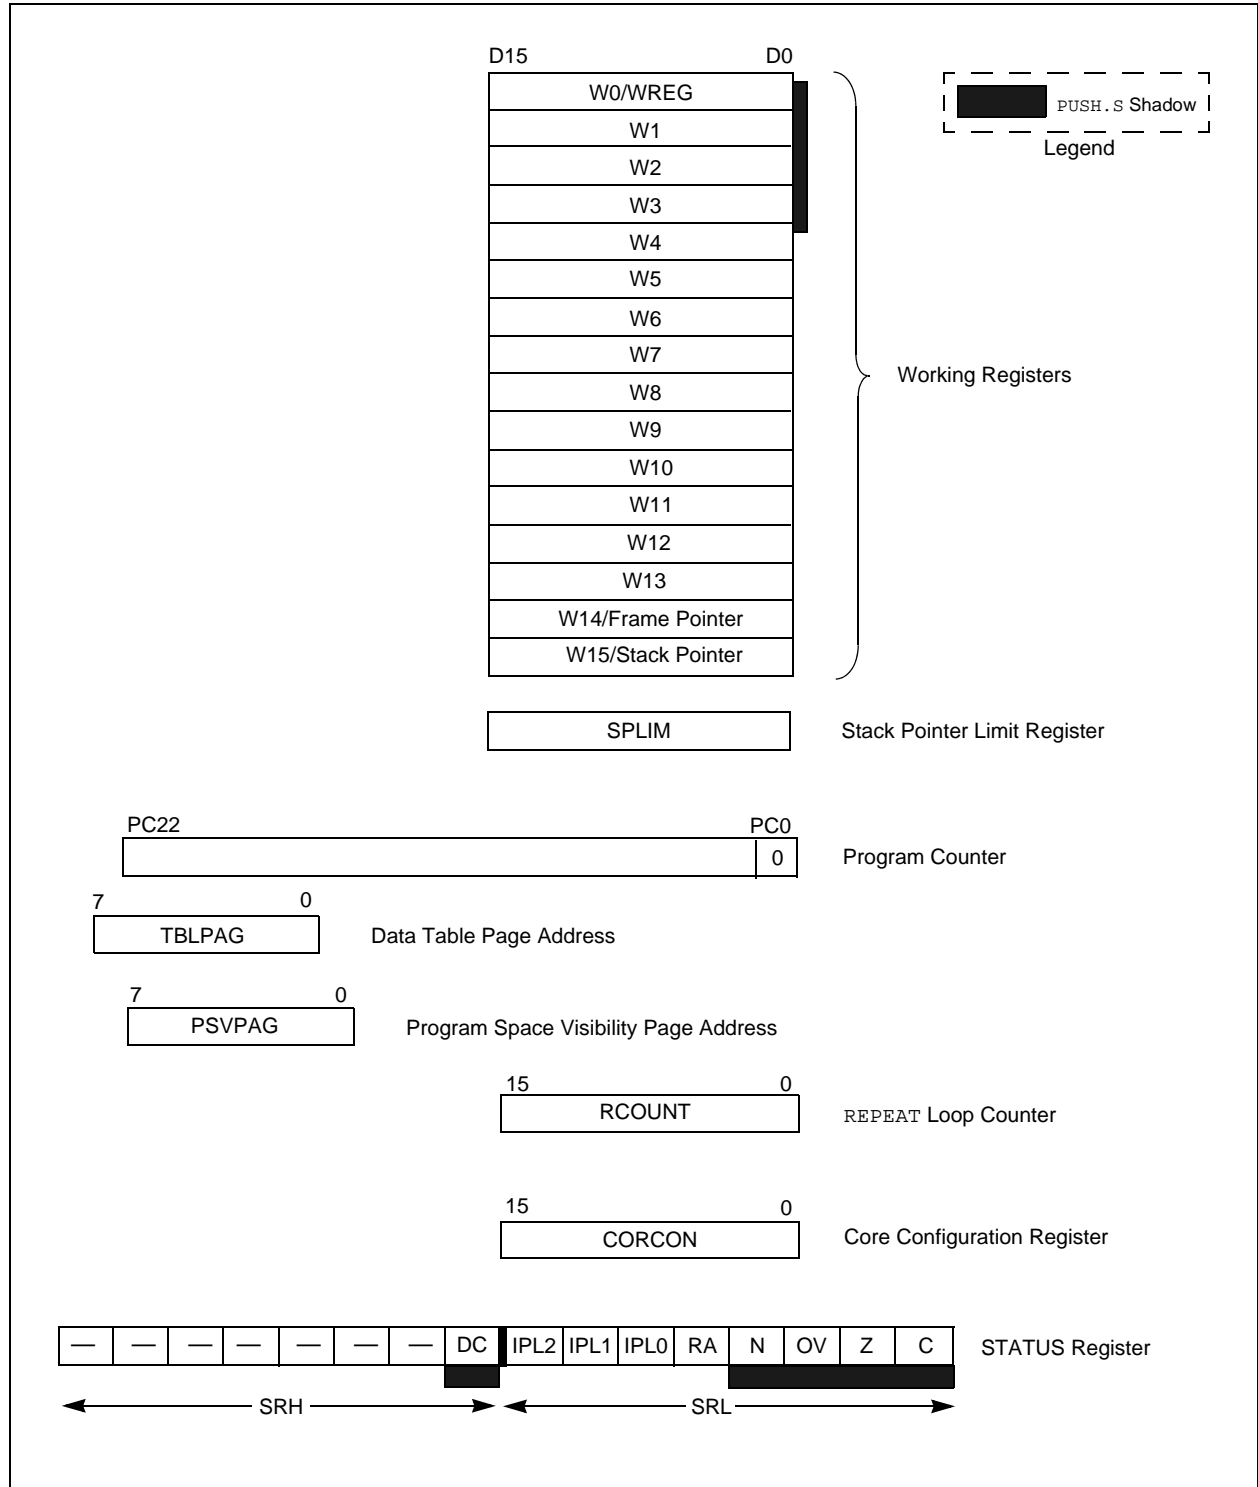 D15 D0
W0/WREG
PUSH.S Shadow
Legend
W1
W2
W3
W4
W5
W6
W7
W8
W9
W10
W11
W12
W13
W14/Frame Pointer
W15/Stack Pointer
Working Registers
SPLIM Stack Pointer Limit Register
PC22 PC0
0 Program Counter
7 0
TBLPAG Data Table Page Address
7 0
PSVPAG Program Space Visibility Page Address
15 0
RCOUNT REPEAT Loop Counter
15 0
CORCON Core Configuration Register
— — — — — — — DC IPL2 IPL1 IPL0 RA N OV Z C STATUS Register
SRH SRL